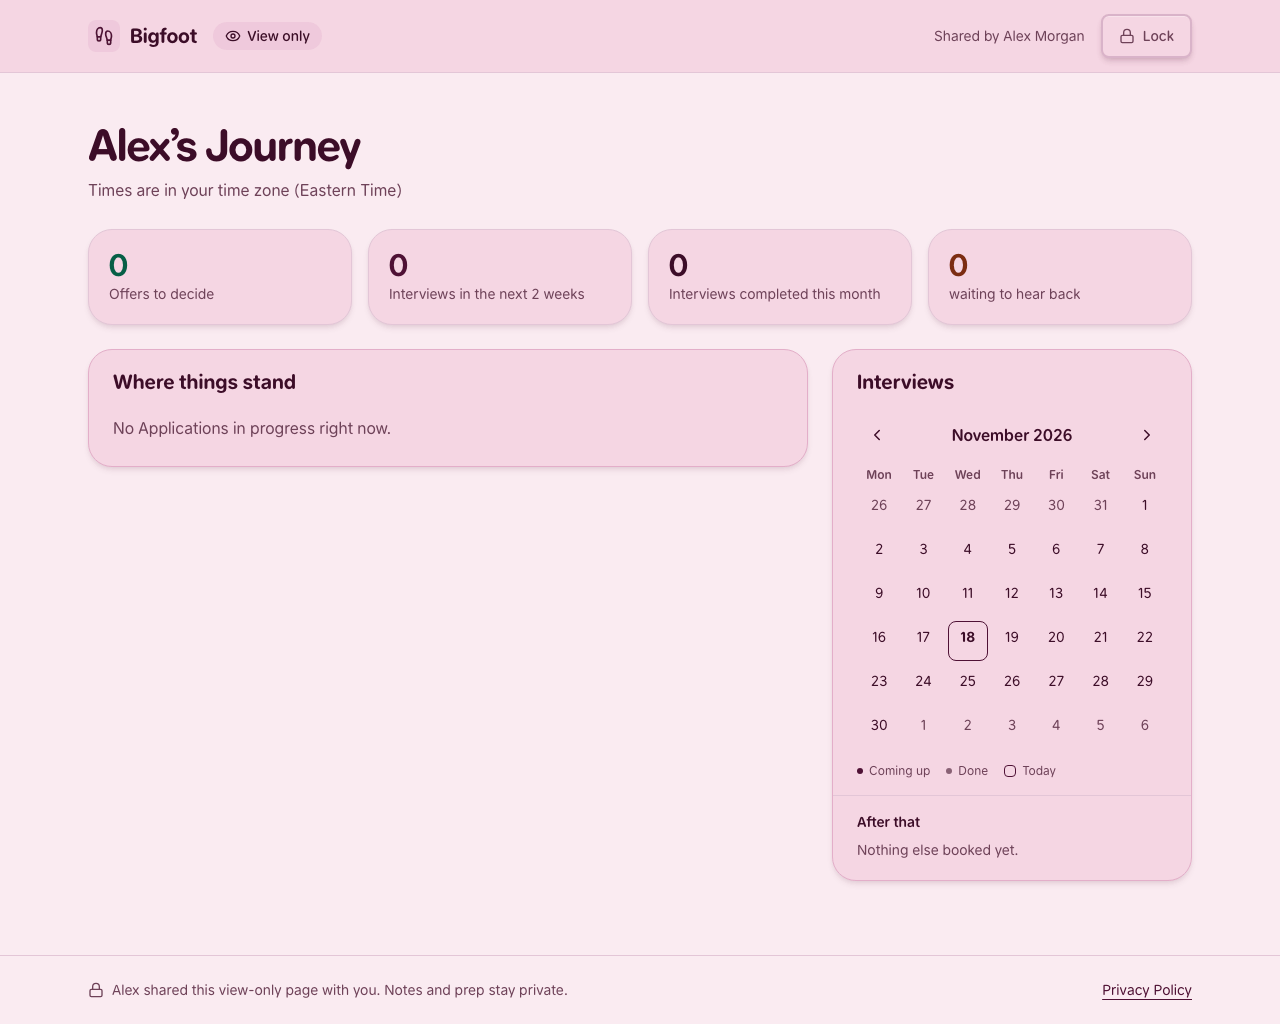 Bigfoot
View only
Shared by Alex Morgan
Lock
Alex’s Journey
Times are in your time zone (Eastern Time)
0
Offers to decide
0
Interviews in the next 2 weeks
0
Interviews completed this month
0
waiting to hear back
Where things stand
No Applications in progress right now.
Interviews
November 2026
Mon Tue Wed Thu Fri Sat Sun
26 27 28 29 30 31 1
2 3 4 5 6 7 8
9 10 11 12 13 14 15
16 17 18 19 20 21 22
23 24 25 26 27 28 29
30 1 2 3 4 5 6
Coming up Done Today
After that
Nothing else booked yet.
Alex shared this view-only page with you. Notes and prep stay private.
Privacy Policy